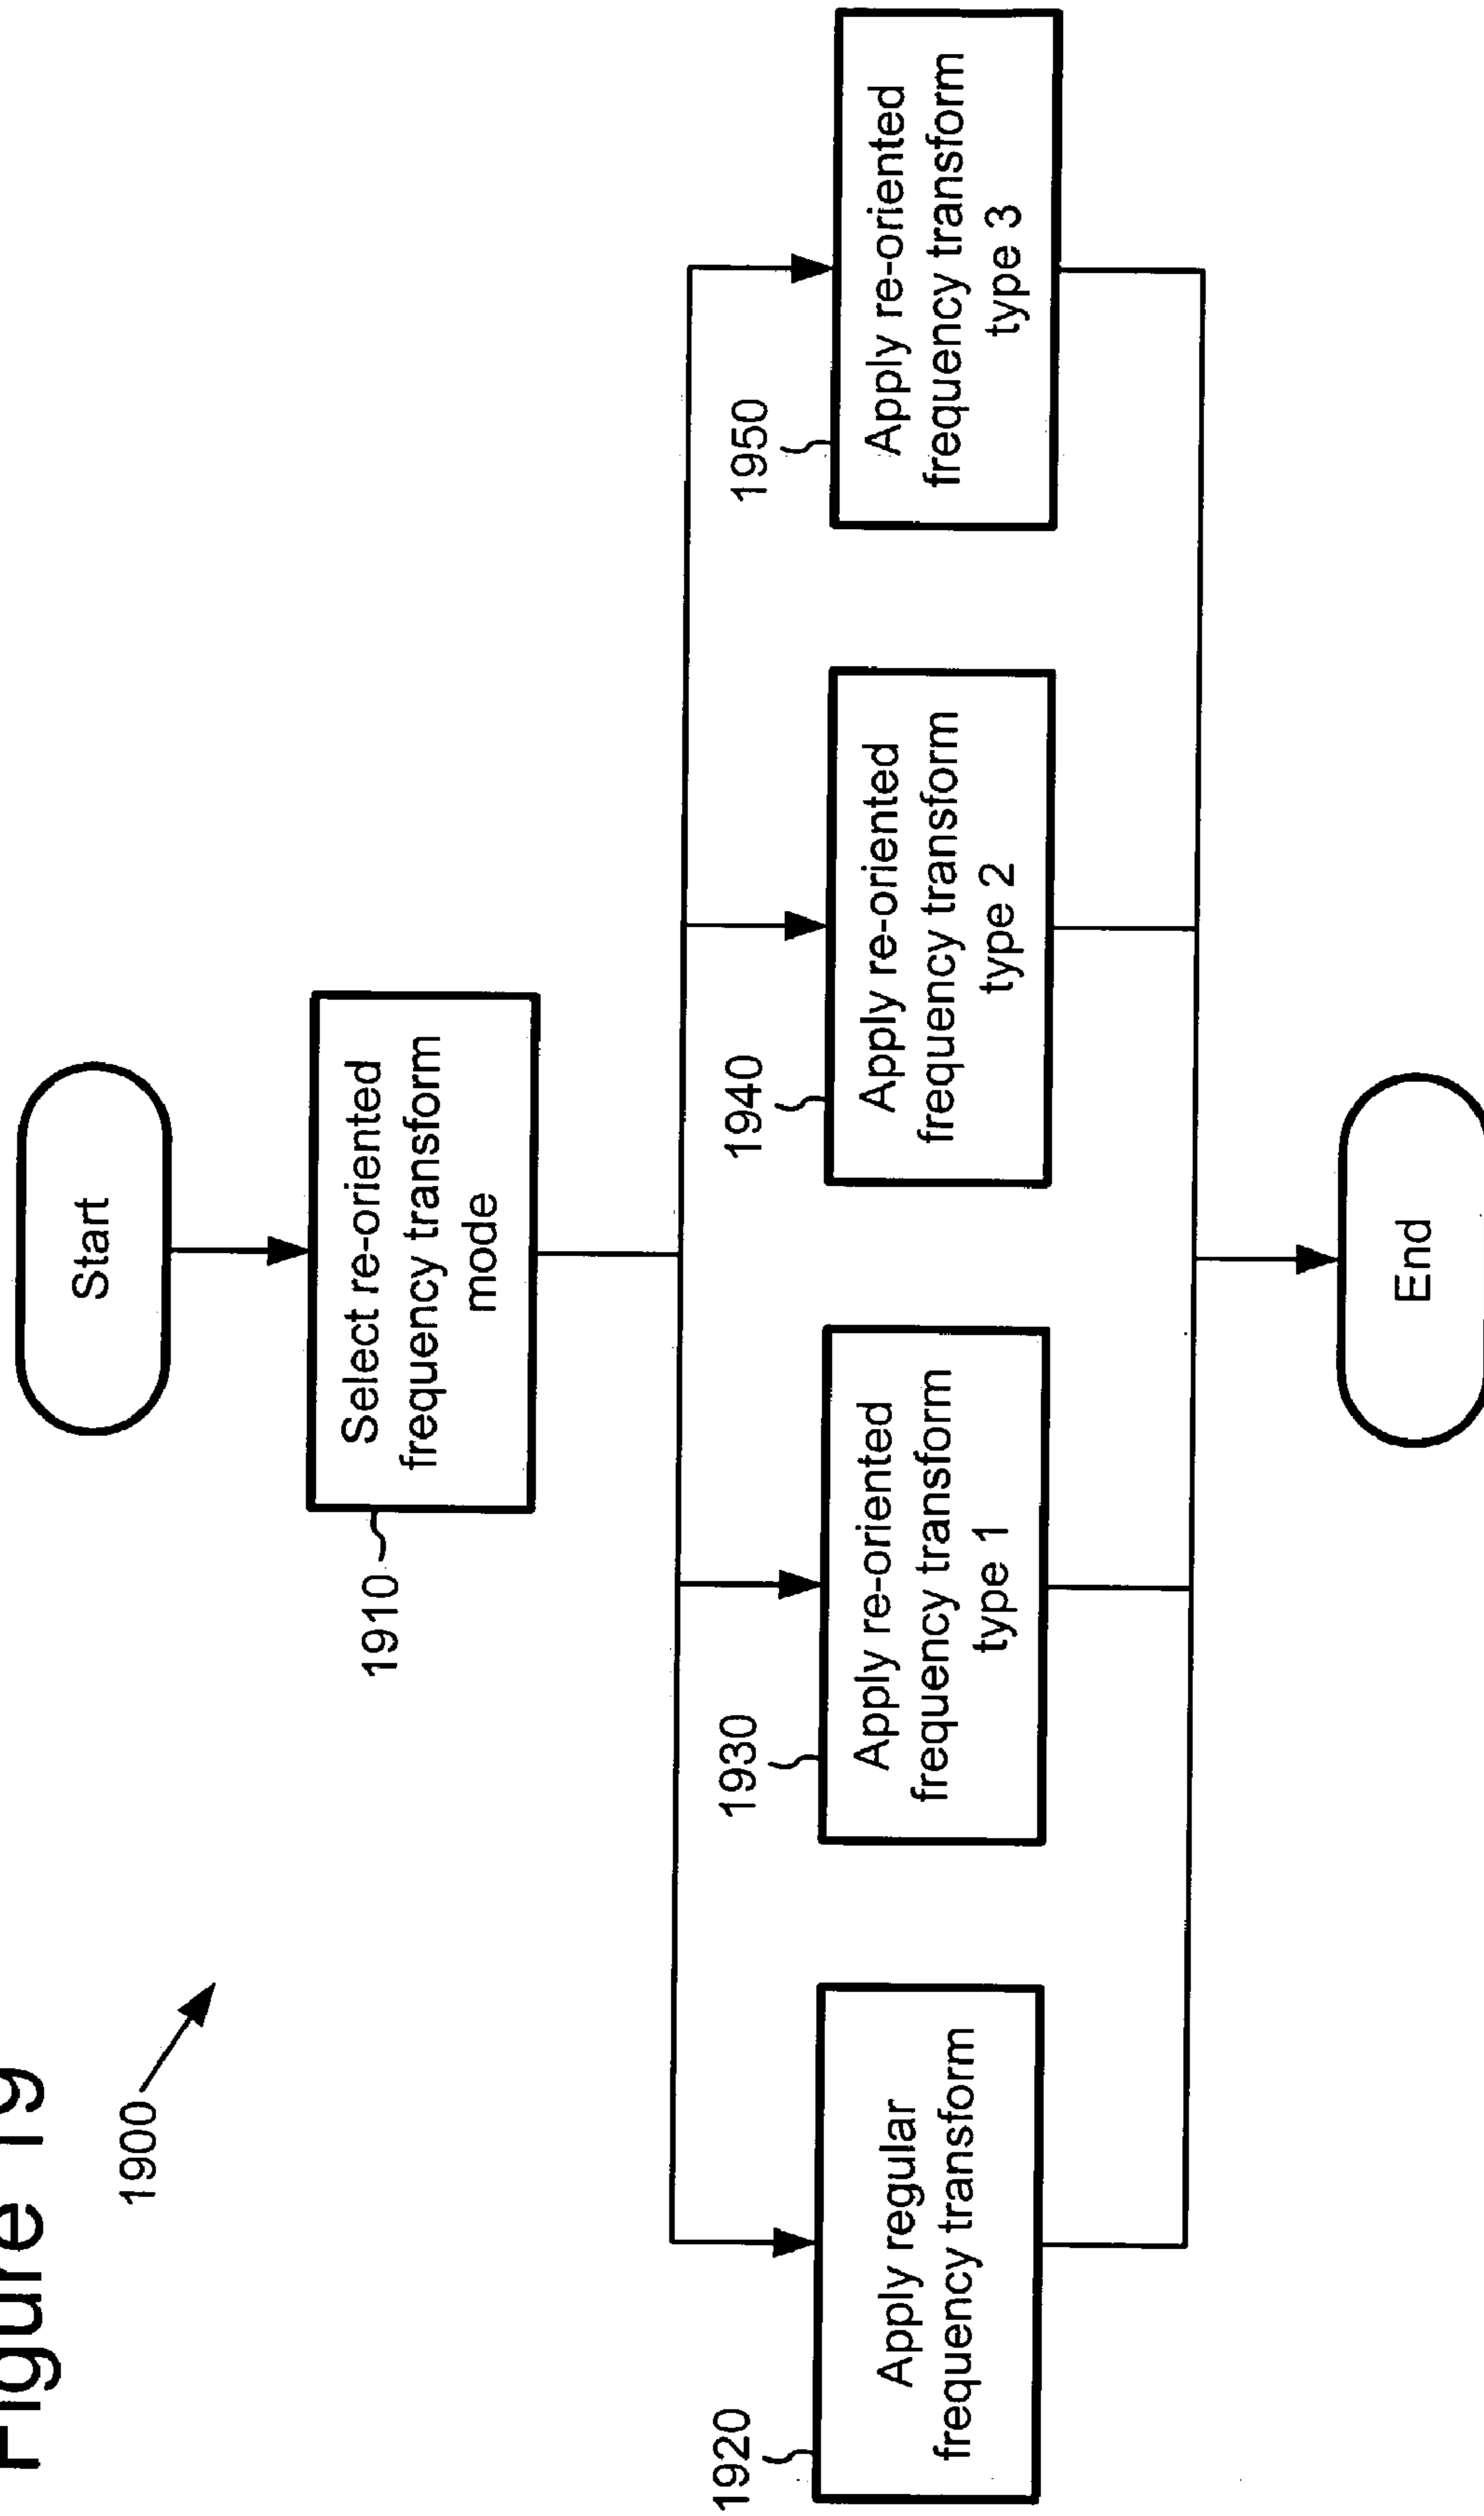 Figure 19
1900
Start
1910
Select re-oriented
frequency transform
mode
1920
Apply regular
frequency transform
1930
Apply re-oriented
frequency transform
type 1
1940
Apply re-oriented
frequency transform
type 2
1950
Apply re-oriented
frequency transform
type 3
End